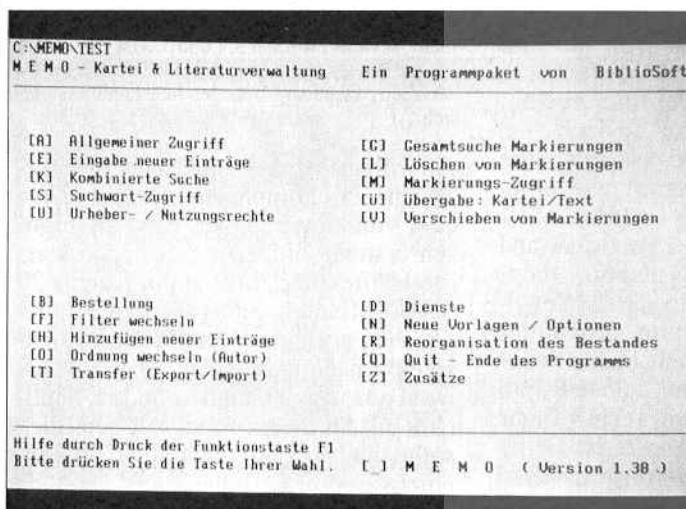 C:\MEMO\TEST
M E M O - Kartei & Literaturverwaltung Ein Programmpaket von BiblioSoft
[A] Allgemeiner Zugriff
[E] Eingabe neuer Einträge
[K] Kombinierte Suche
[S] Suchwort-Zugriff
[U] Urheber- / Nutzungsrechte
[G] Gesamtsuche Markierungen
[L] Löschen von Markierungen
[M] Markierungs-Zugriff
[Ü] Übergabe: Kartei/Text
[V] Verschieben von Markierungen
[B] Bestellung
[F] Filter wechseln
[H] Hinzufügen neuer Einträge
[O] Ordnung wechseln (Autor)
[T] Transfer (Export/Import)
[D] Dienste
[N] Neue Vorlagen / Optionen
[R] Reorganisation des Bestandes
[Q] Quit - Ende des Programms
[Z] Zusätze
Hilfe durch Druck der Funktionstaste F1
Bitte drücken Sie die Taste Ihrer Wahl. [_] M E M O ( Version 1.30 )